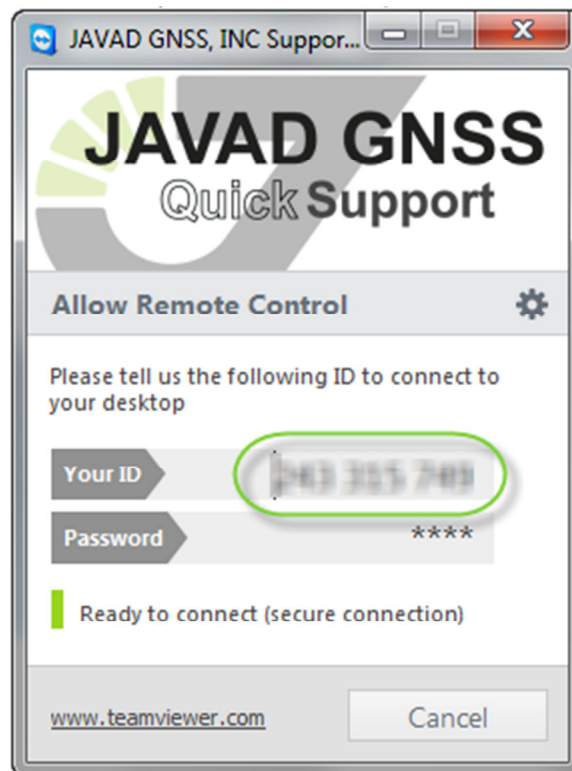 JAVAD GNSS, INC Suppor...
JAVAD GNSS
Quick Support
Allow Remote Control
Please tell us the following ID to connect to
your desktop
Your ID
Password ****
Ready to connect (secure connection)
www.teamviewer.com
Cancel